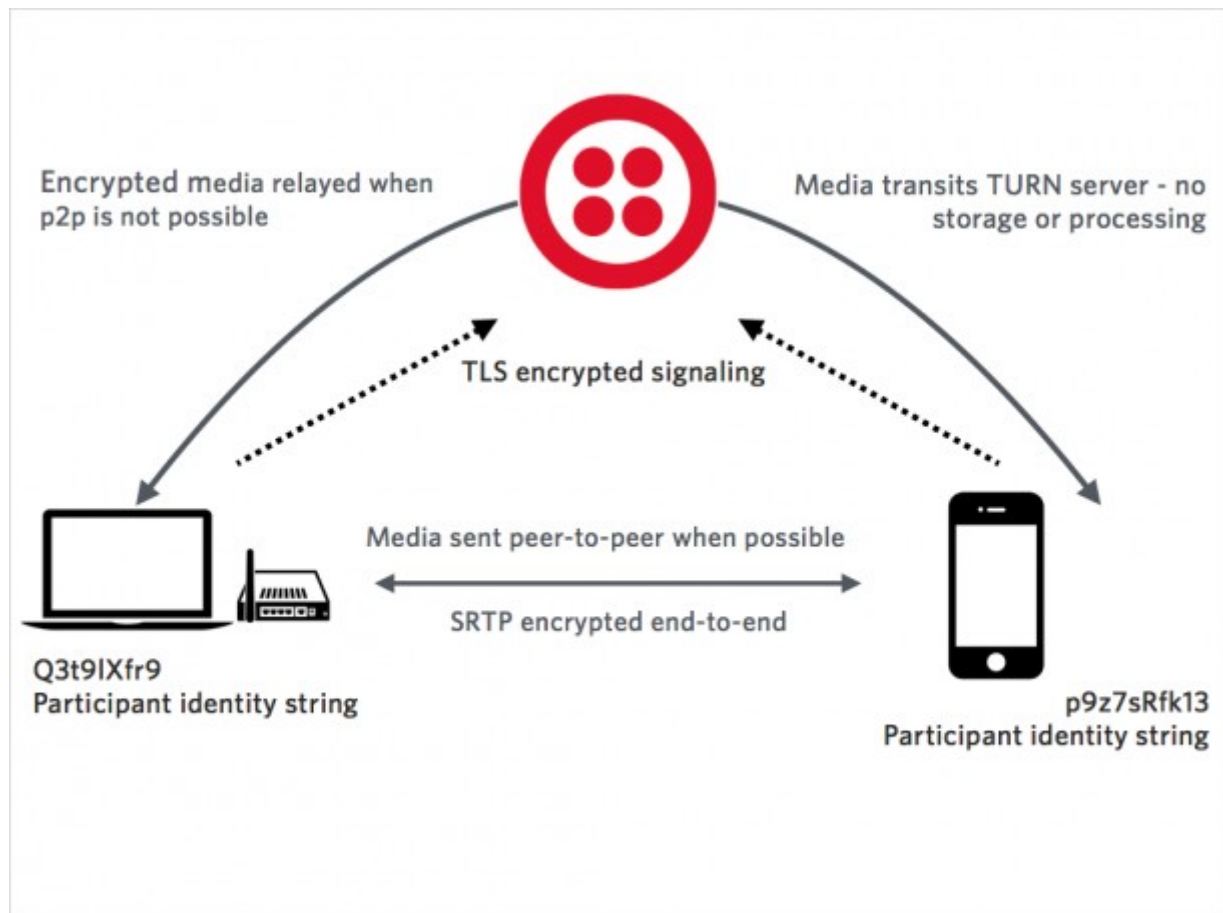 Encrypted media relayed when
p2p is not possible
Media transits TURN server - no
storage or processing
TLS encrypted signaling
Media sent peer-to-peer when possible
SRTP encrypted end-to-end
Q3t9lXfr9
Participant identity string
p9z7sRfk13
Participant identity string